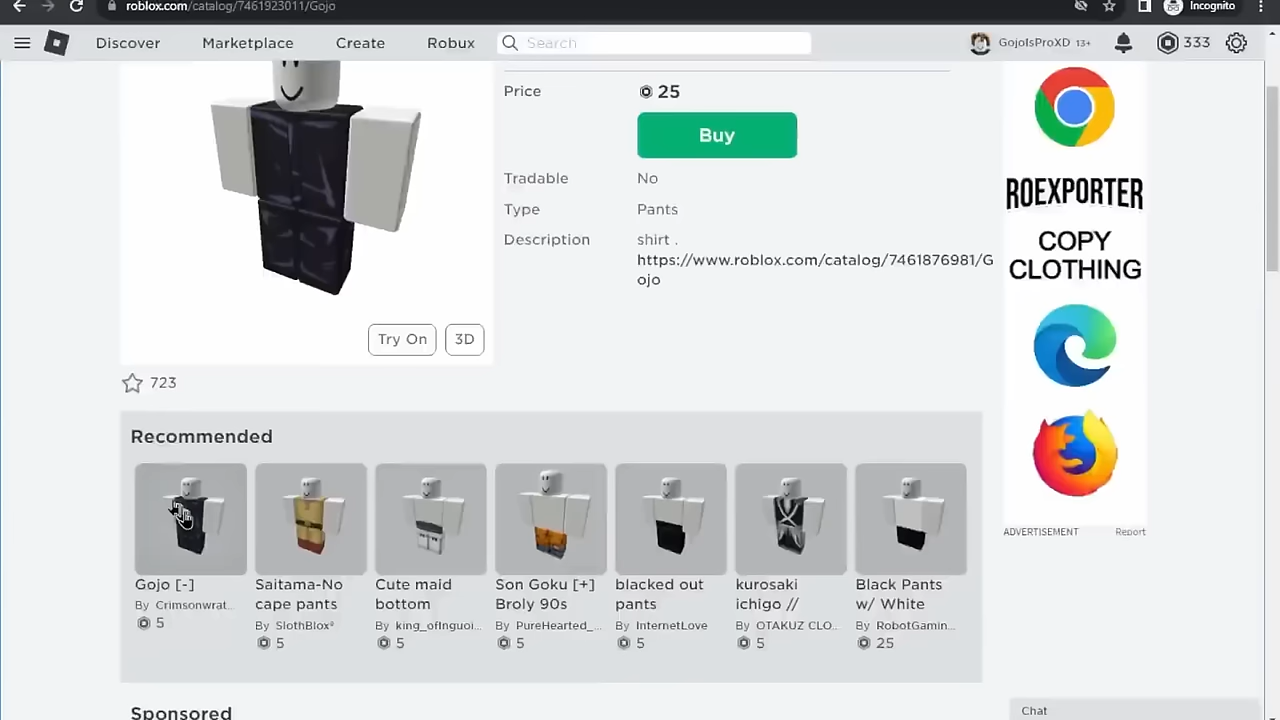 roblox.com/catalog/7461923011/Gojo
Incognito
Discover
Marketplace
Create
Robux
Search
GojoIsProXD 13+
333
Price
25
Buy
Tradable
No
Type
Pants
Description
shirt .
https://www.roblox.com/catalog/7461876981/G
ojo
Try On
3D
723
ROEXPORTER
COPY
CLOTHING
ADVERTISEMENT
Report
Recommended
Gojo [-]
By Crimsonwrat...
5
Saitama-No
cape pants
By SlothBlox®
5
Cute maid
bottom
By king_ofInguoi...
5
Son Goku [+]
Broly 90s
By PureHearted_...
5
blacked out
pants
By InternetLove
5
kurosaki
ichigo //
By OTAKUZ CLO...
5
Black Pants
w/ White
By RobotGamin...
25
Sponsored
Chat